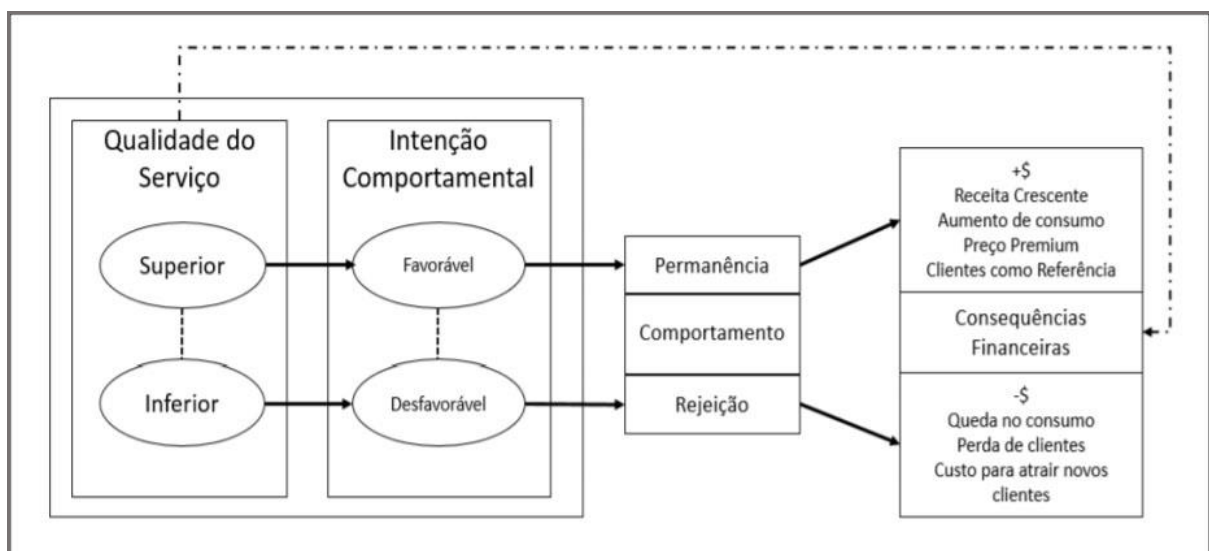 Qualidade do
Serviço
Superior
Inferior
Intenção
Comportamental
Favorável
Desfavorável
Permanência
Comportamento
Rejeição
+$
Receita Crescente
Aumento de consumo
Preço Premium
Clientes como Referência
Consequências
Financeiras
-$
Queda no consumo
Perda de clientes
Custo para atrair novos
clientes